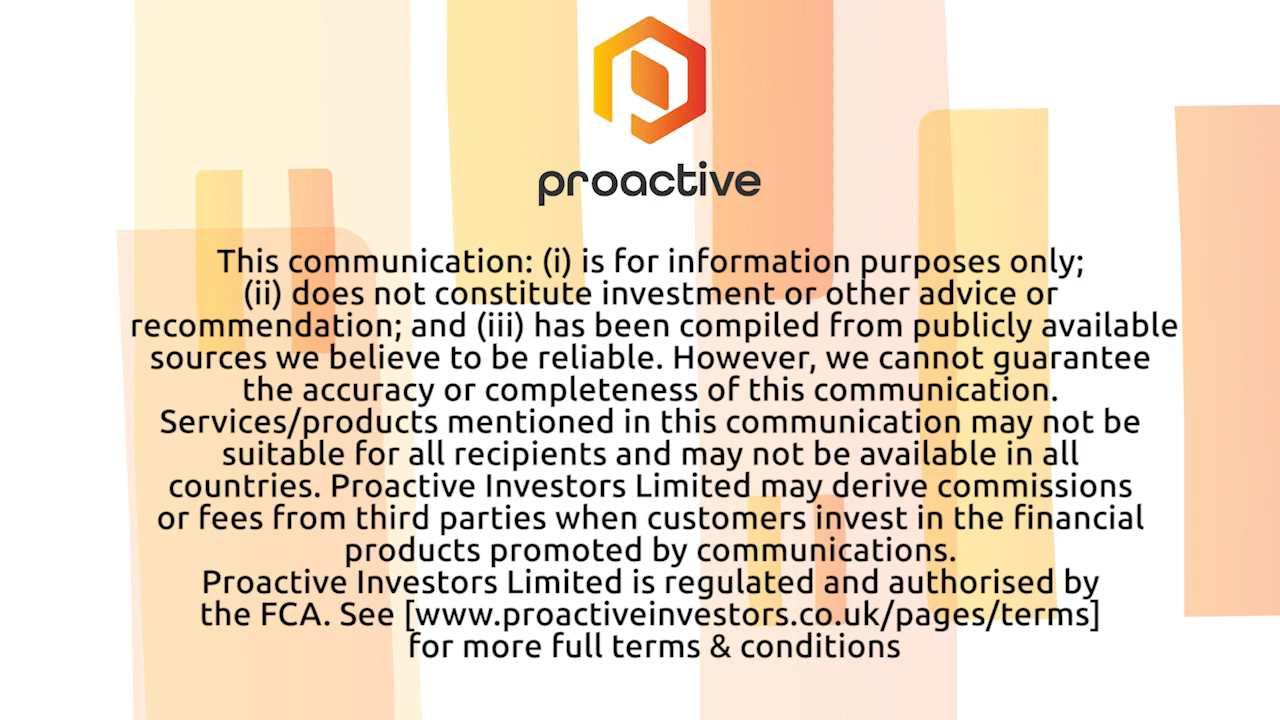 proactive
This communication: (i) is for information purposes only;
(ii) does not constitute investment or other advice or
recommendation; and (iii) has been compiled from publicly available
sources we believe to be reliable. However, we cannot guarantee
the accuracy or completeness of this communication.
Services/products mentioned in this communication may not be
suitable for all recipients and may not be available in all
countries. Proactive Investors Limited may derive commissions
or fees from third parties when customers invest in the financial
products promoted by communications.
Proactive Investors Limited is regulated and authorised by
the FCA. See [www.proactiveinvestors.co.uk/pages/terms]
for more full terms & conditions